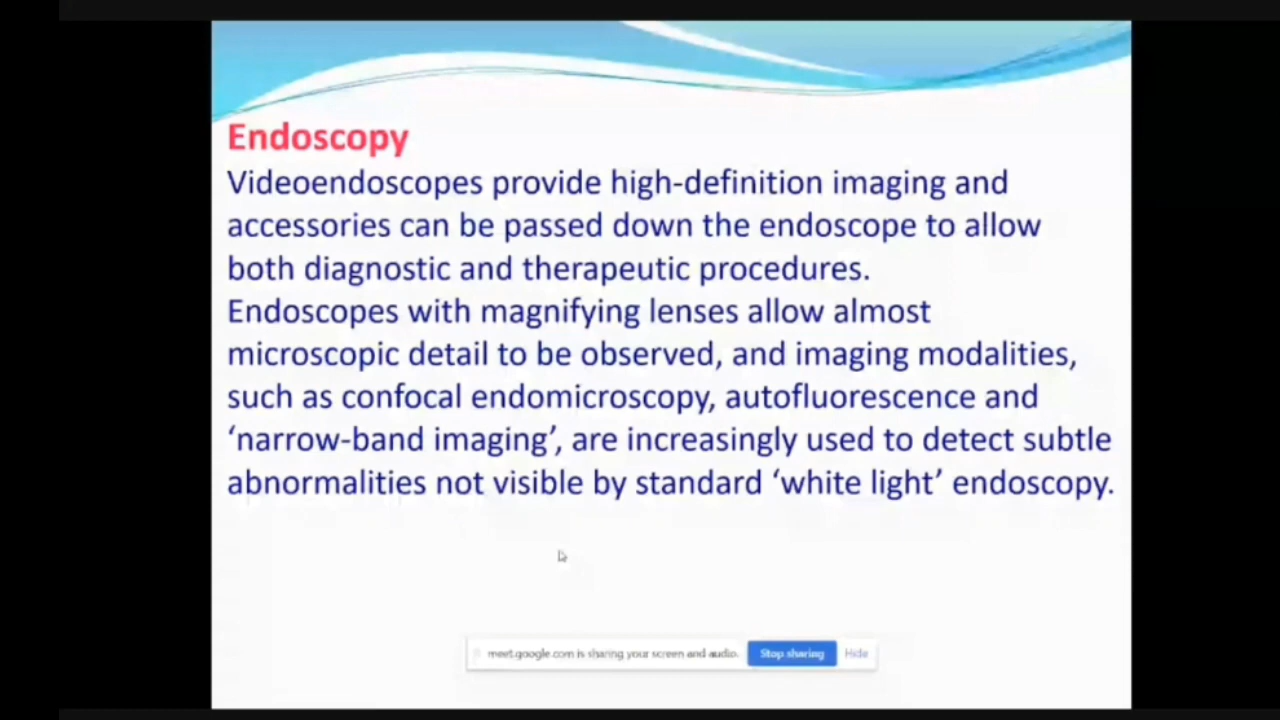 Endoscopy
Videoendoscopes provide high-definition imaging and
accessories can be passed down the endoscope to allow
both diagnostic and therapeutic procedures.
Endoscopes with magnifying lenses allow almost
microscopic detail to be observed, and imaging modalities,
such as confocal endomicroscopy, autofluorescence and
‘narrow-band imaging’, are increasingly used to detect subtle
abnormalities not visible by standard ‘white light’ endoscopy.
meet.google.com is sharing your screen and audio. Stop sharing Hide